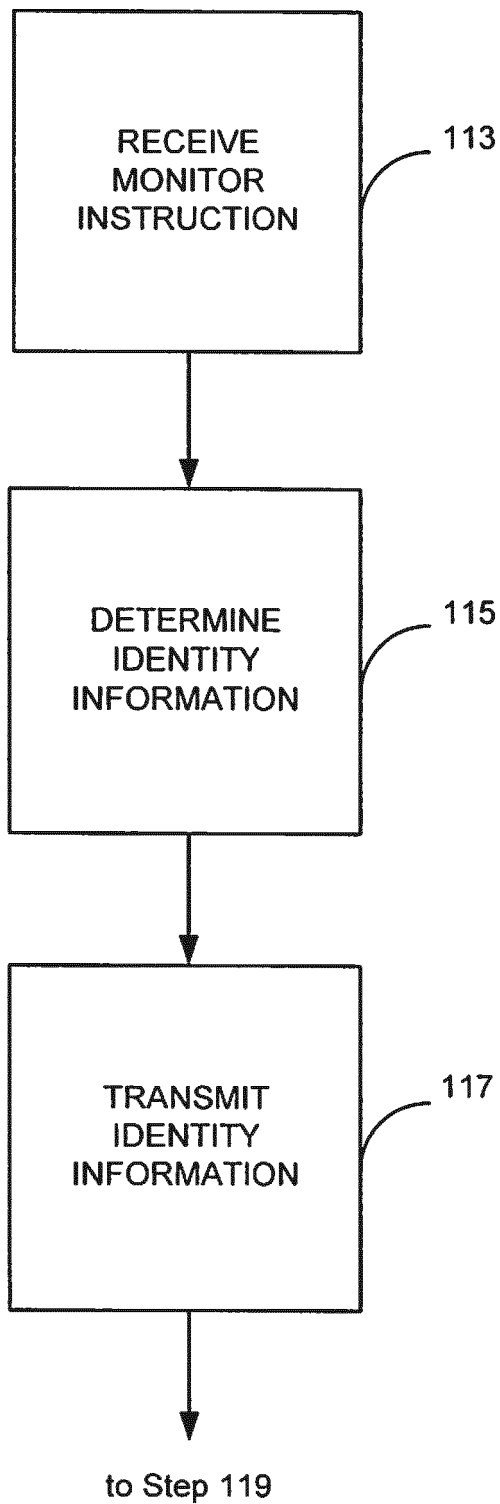 RECEIVE
MONITOR
INSTRUCTION
113
DETERMINE
IDENTITY
INFORMATION
115
TRANSMIT
IDENTITY
INFORMATION
117
to Step 119